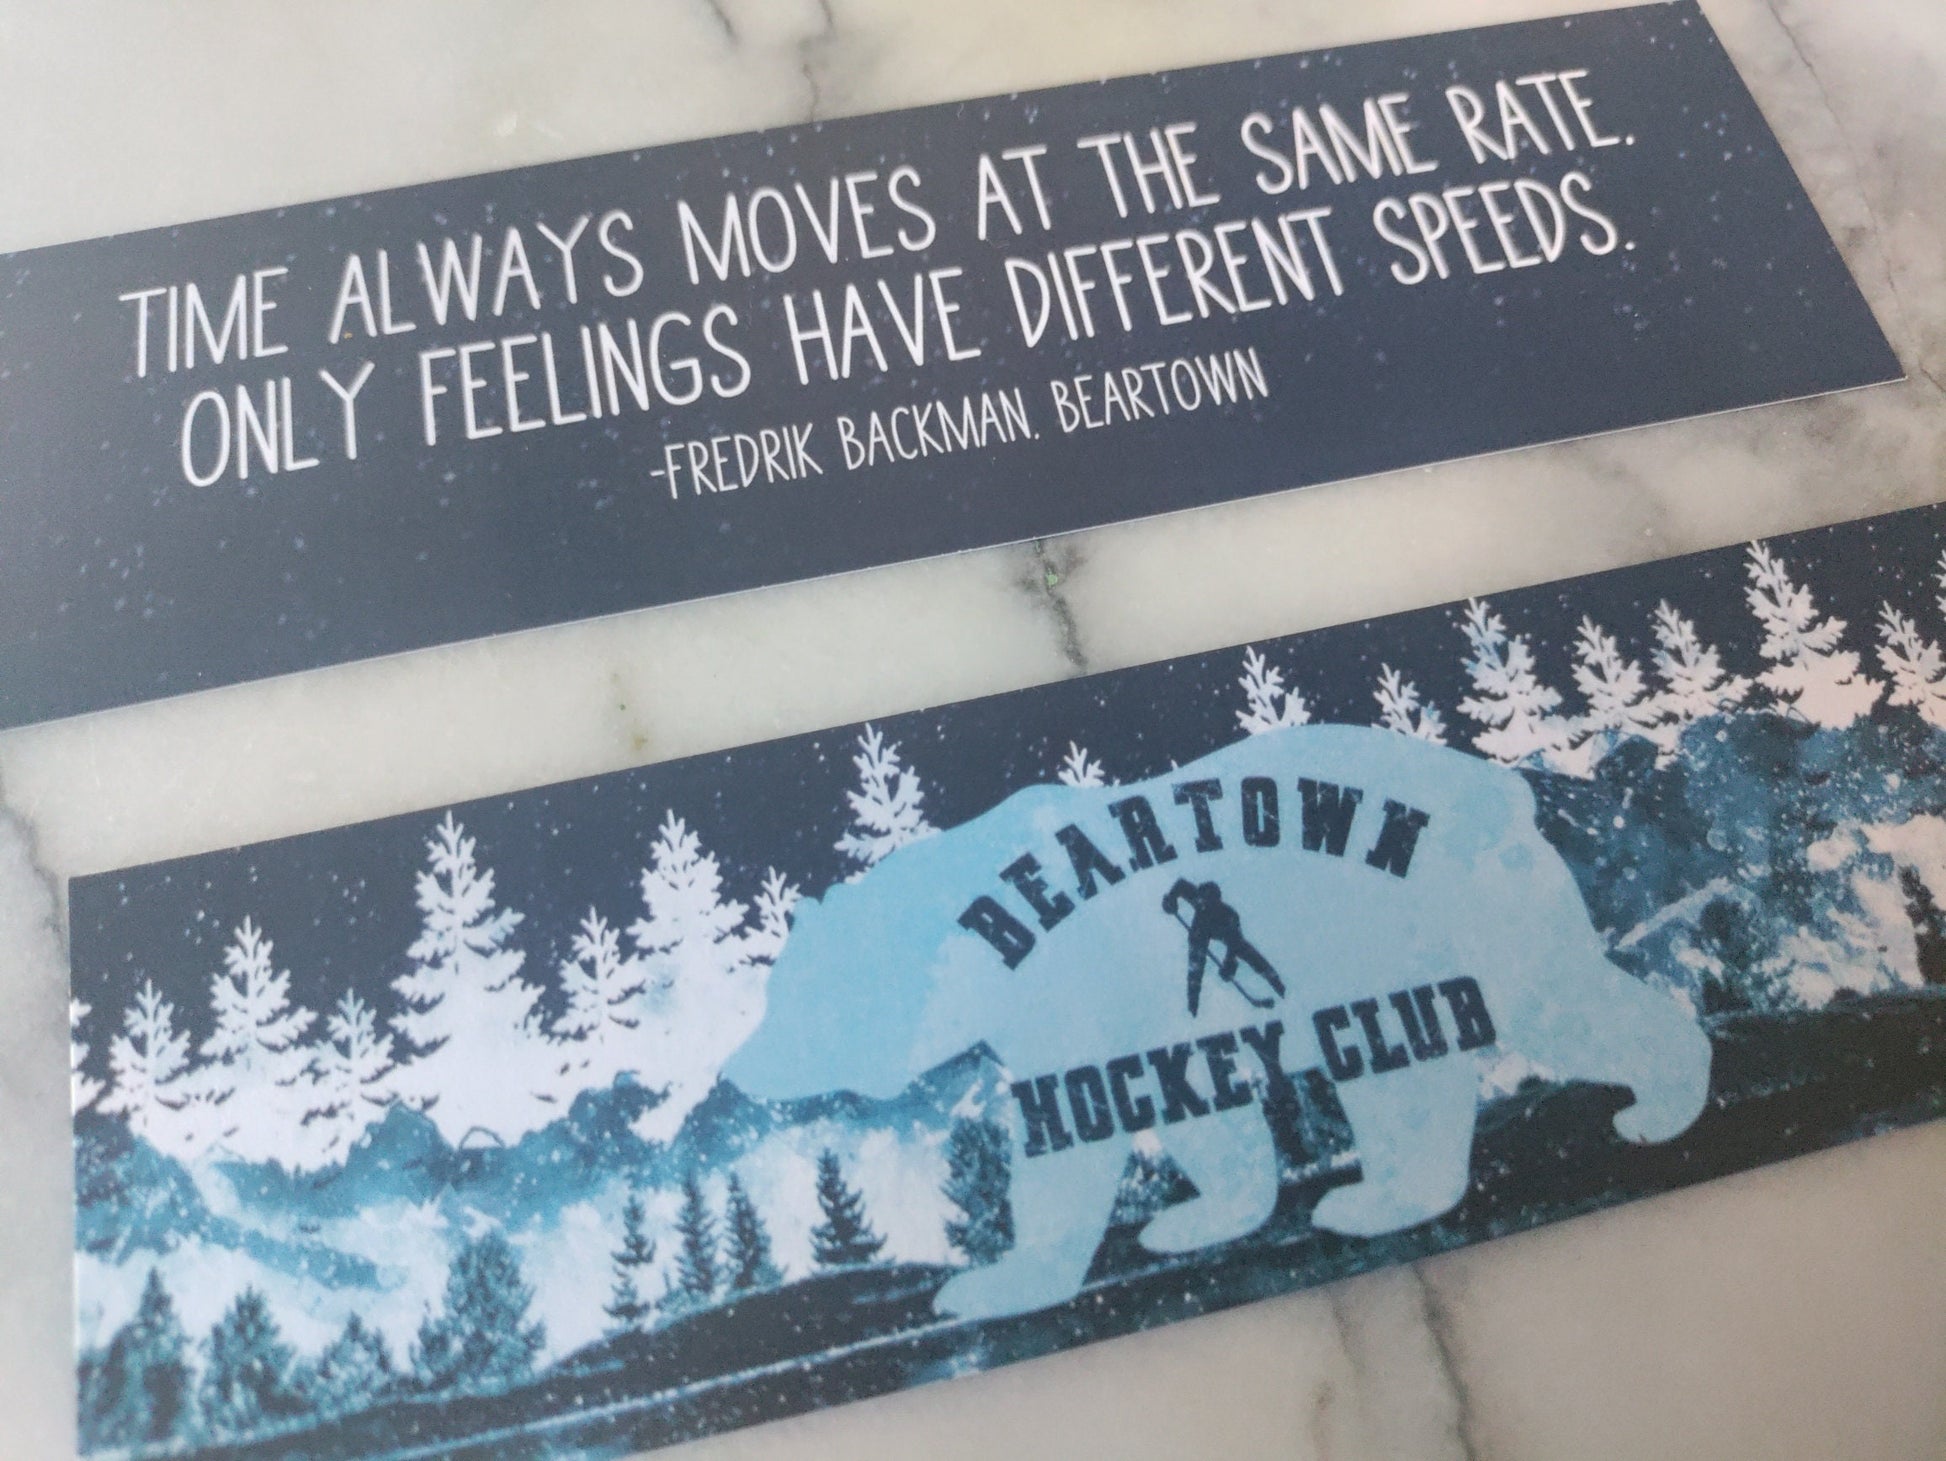 TIME ALWAYS MOVES AT THE SAME RATE.
ONLY FEELINGS HAVE DIFFERENT SPEEDS.
-FREDRIK BACKMAN. BEARTOWN
BEARTOWN
HOCKEY CLUB